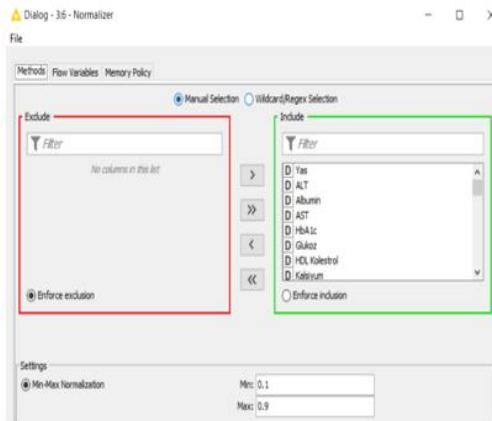 Dialog - 3:6 - Normalizer
File
Methods Flow Variables Memory Policy
Manual Selection Wildcard/Regex Selection
Exclude
Filter
No columns in this list
Enforce exclusion
Include
Filter
D Yas
D ALT
D Albumin
D AST
D HbA1c
D Glukoz
D HDL Kolestrol
D Kalsiyum
Enforce inclusion
Settings
Min-Max Normalization
Min: 0.1
Max: 0.9